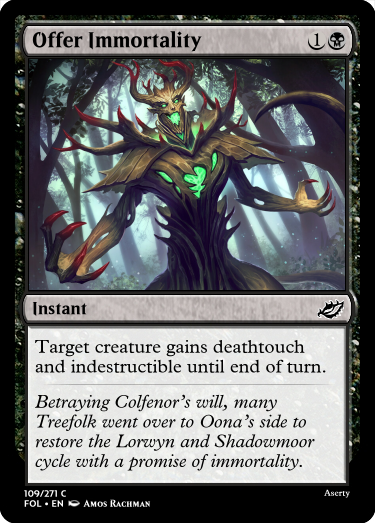 Offer Immortality 1
Instant
Target creature gains deathtouch
and indestructible until end of turn.
Betraying Colfenor's will, many
Treefolk went over to Oona's side to
restore the Lorwyn and Shadowmoor
cycle with a promise of immortality.
109/271 C
FOL • EN Amos Rachman
Aserty